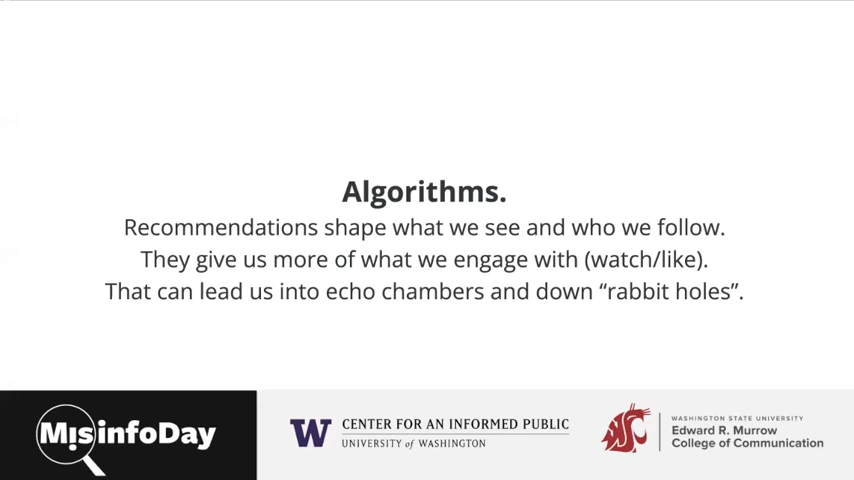 Algorithms.
Recommendations shape what we see and who we follow.
They give us more of what we engage with (watch/like).
That can lead us into echo chambers and down “rabbit holes”.
MisinfoDay
W
CENTER FOR AN INFORMED PUBLIC
UNIVERSITY of WASHINGTON
WASHINGTON STATE UNIVERSITY
Edward R. Murrow
College of Communication